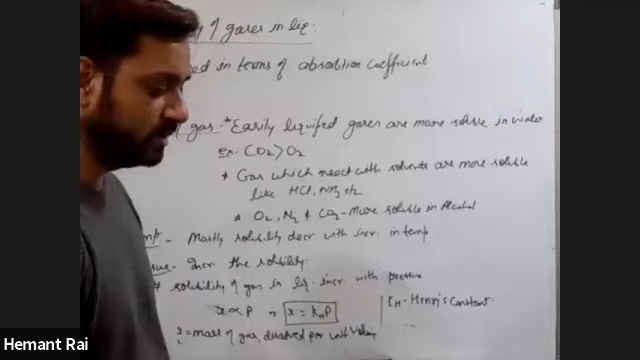 of gases in liq.
in terms of absorbtion coefficient
gas - * Easily liquified gases are more soluble in water
ex. CO2 > O2
* Gas which react with solvents are more soluble
like HCl, NH3 etc
* O2, N2 & CO2 - More soluble in Alcohol
- Mostly solubility decr with incr. in temp
- Incr. the solubility.
* solubility of gas in liq. incr with pressure
x ∝ P = x = KHP
KH - Henry's Constant
x = mass of gas dissolved per unit volume
Hemant Rai